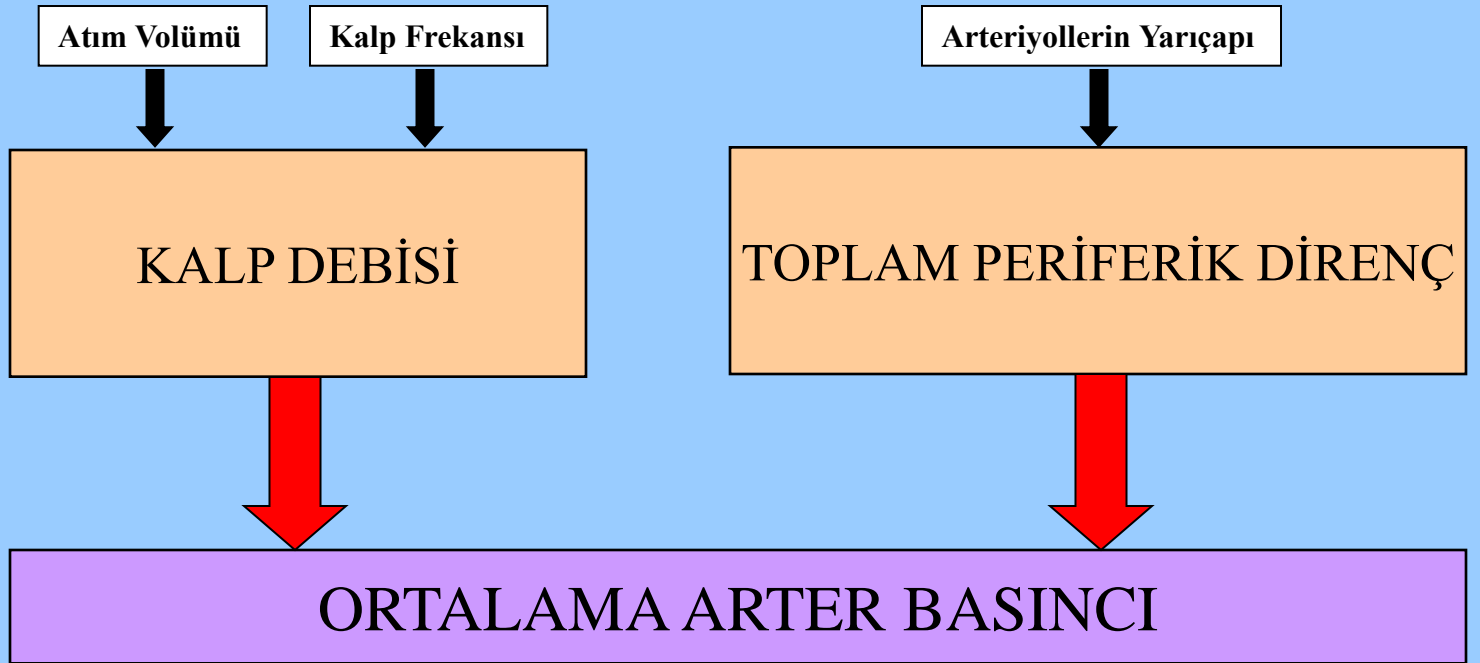 Atım Volümü
Kalp Frekansı
Arteriyollerin Yarıçapı
KALP DEBİSİ
TOPLAM PERİFERİK DİRENÇ
ORTALAMA ARTER BASINCI